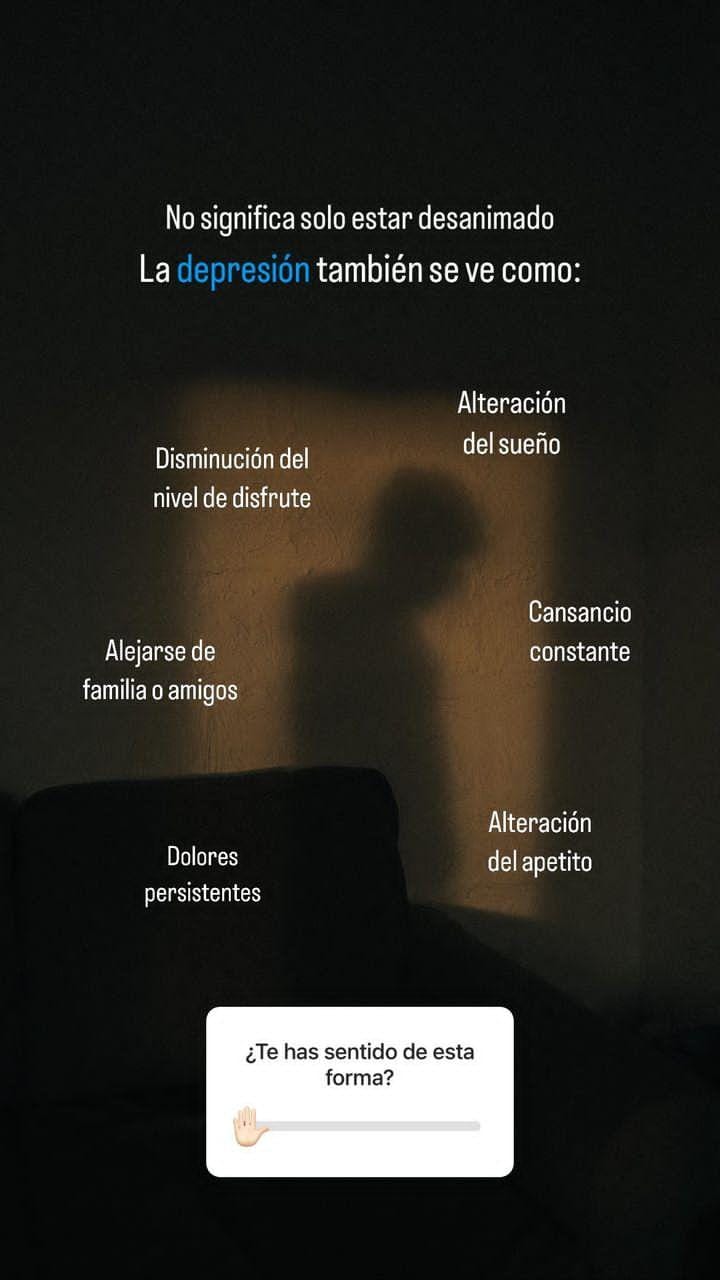 No significa solo estar desanimado
La depresión también se ve como:
Alteración
del sueño
Disminución del
nivel de disfrute
Cansancio
constante
Alejarse de
familia o amigos
Alteración
del apetito
Dolores
persistentes
¿Te has sentido de esta
forma?